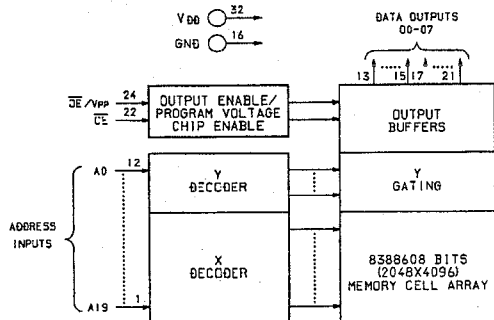 VDD 32
GND 16
DATA OUTPUTS
00-07
13 15 17 21
OE/VPP 24
CE 22
OUTPUT ENABLE/
PROGRAM VOLTAGE
CHIP ENABLE
OUTPUT
BUFFERS
A0 12
Y
DECODER
Y
GATING
ADDRESS
INPUTS
X
DECODER
8388608 BITS
(2048X4096)
MEMORY CELL ARRAY
A19 1